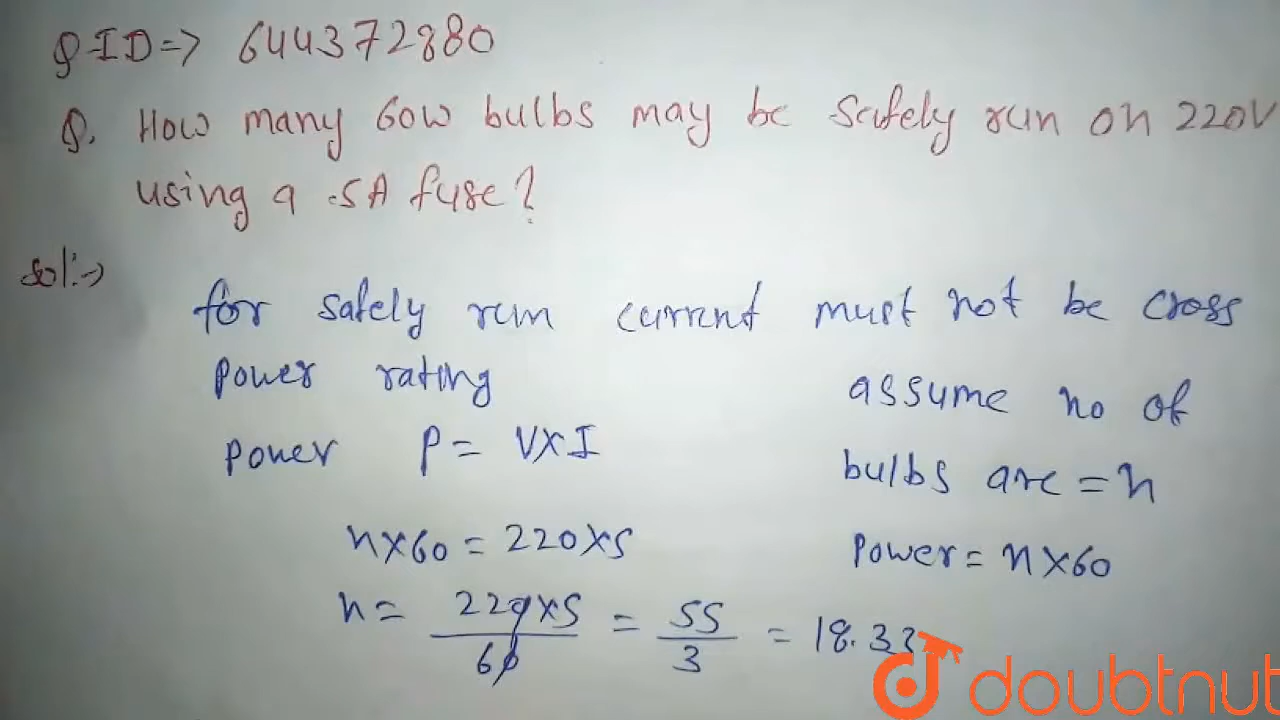 Q-ID=> 644372880
Q. How many 60W bulbs may be safely run on 220V
using a 5A fuse?
Sol:->
for safely run current must not be cross
power rating
assume no of
power P = V×I
bulbs are = n
n×60 = 220×5
Power = n×60
n = 220×5 / 60 = 55 / 3 = 18.33
doubtnut